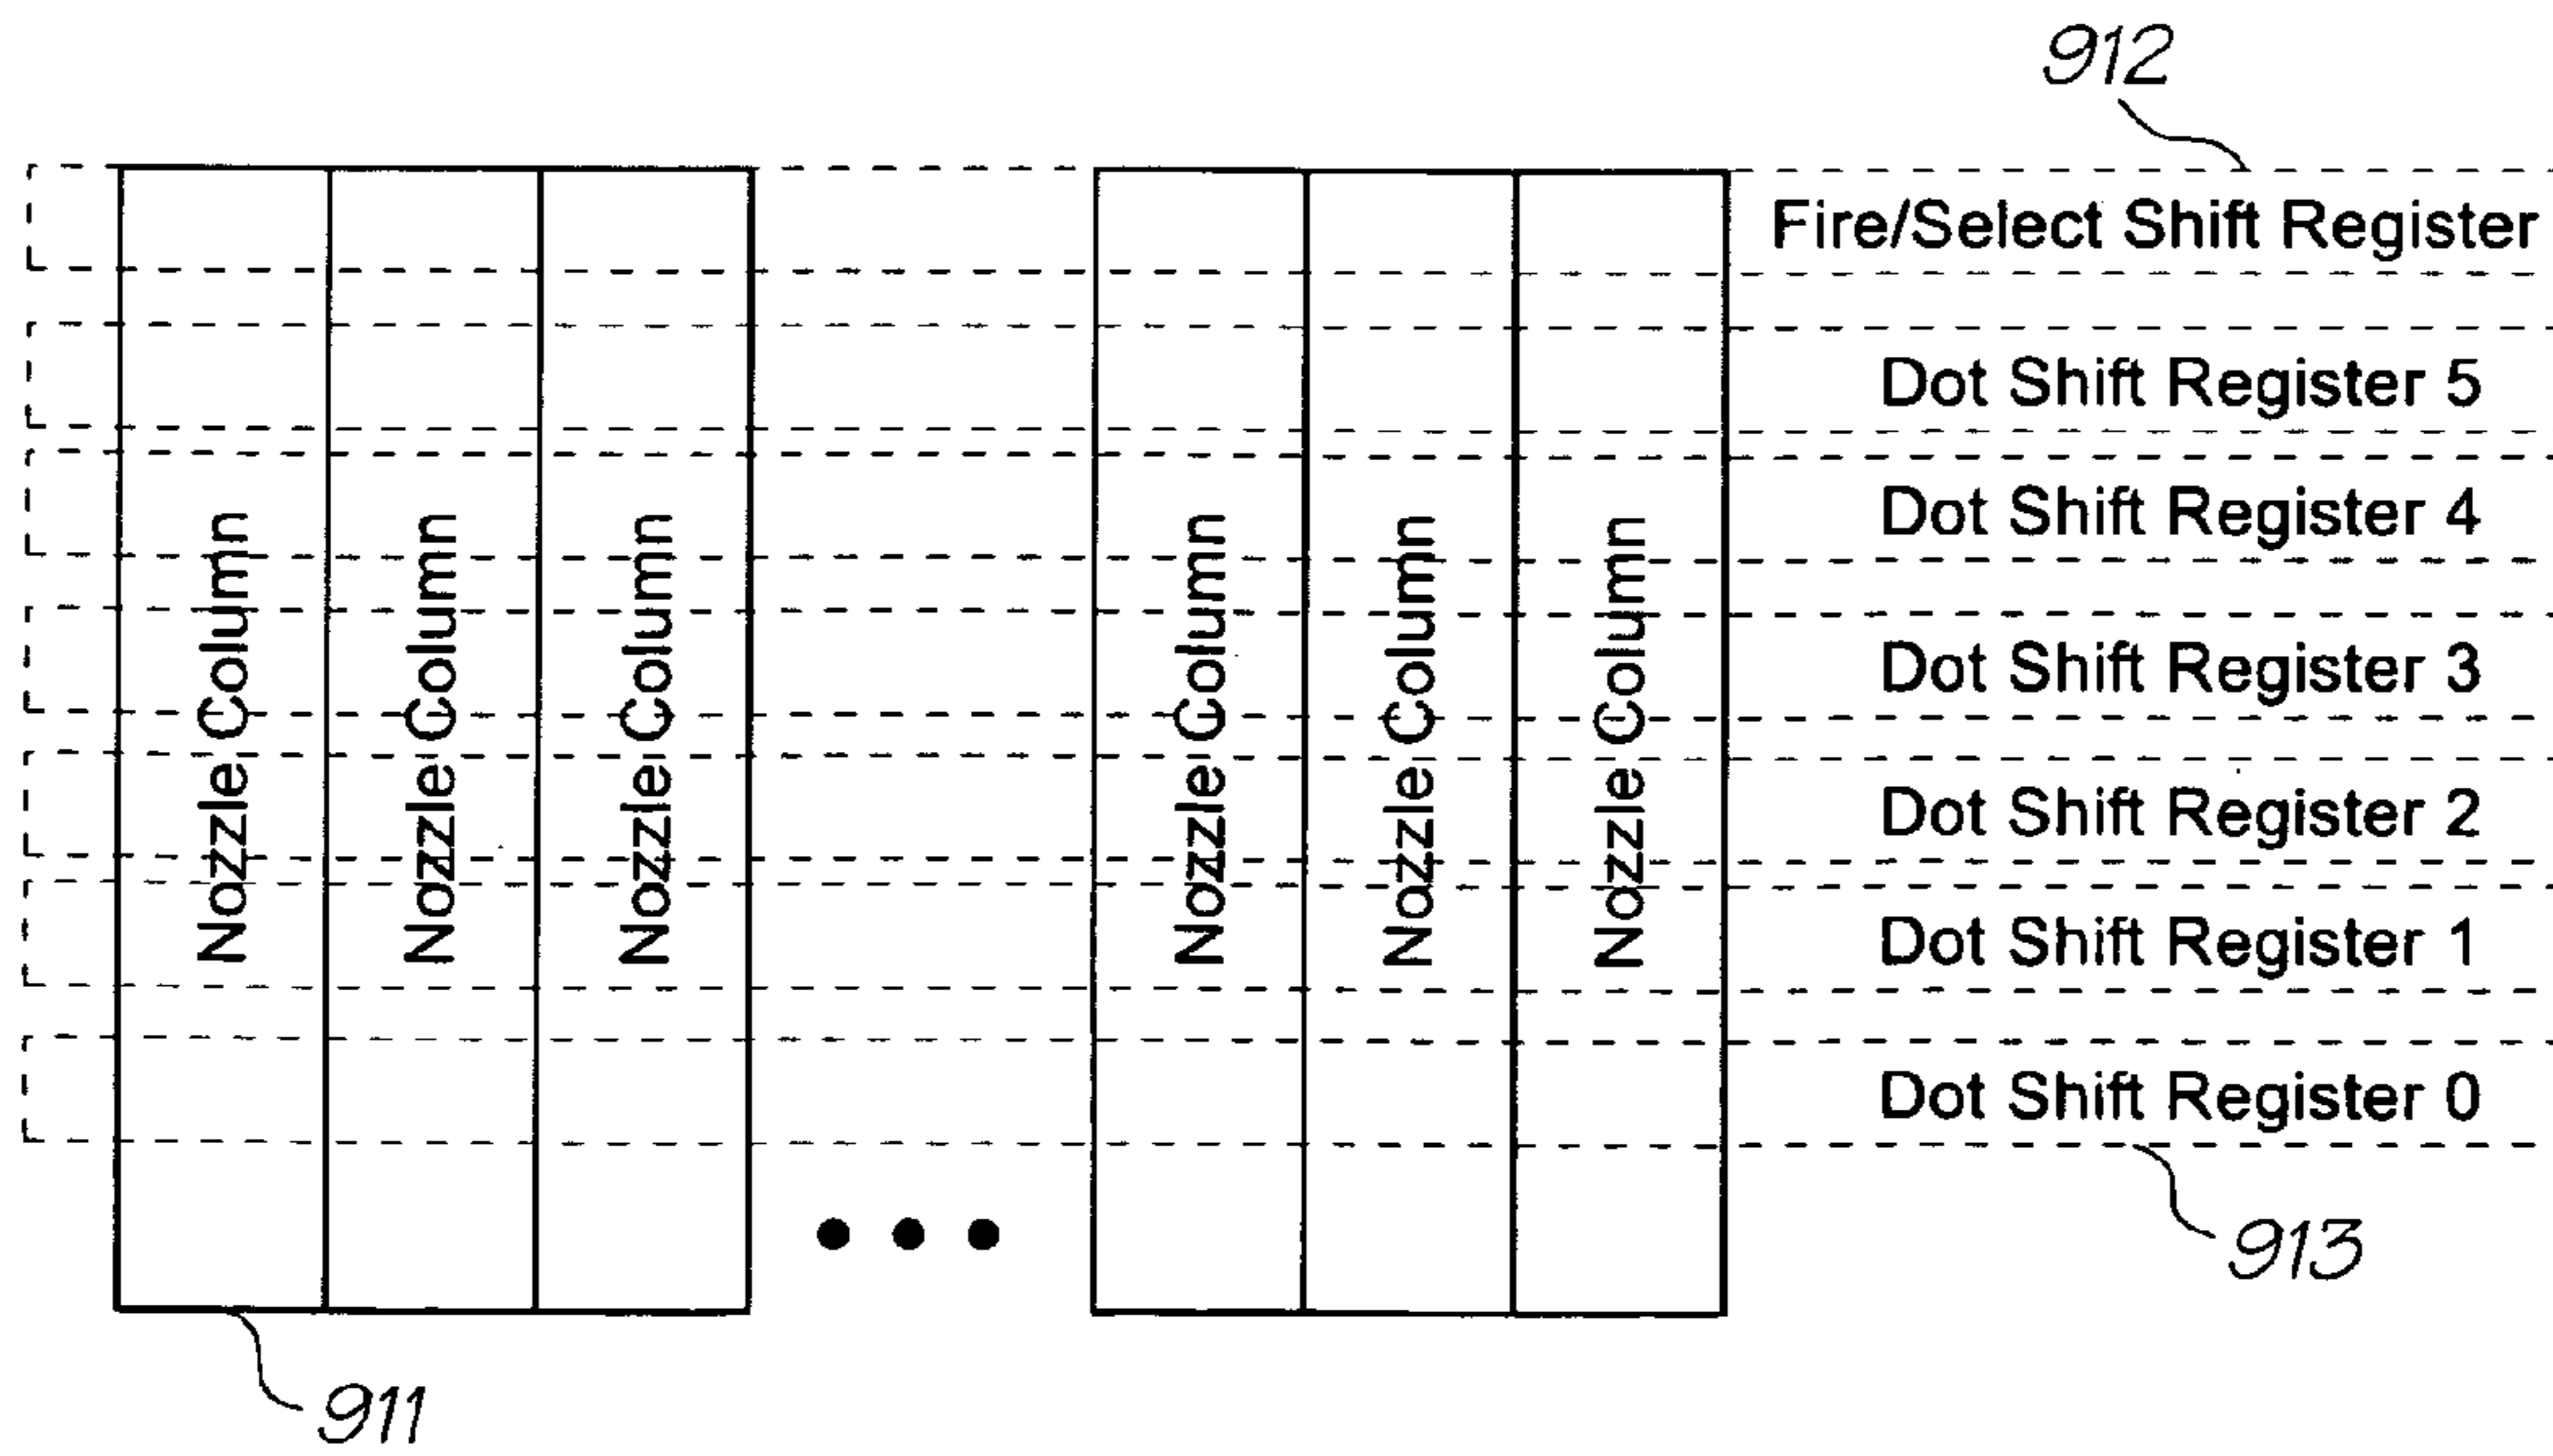 912
Fire/Select Shift Register
Dot Shift Register 5
Dot Shift Register 4
Dot Shift Register 3
Dot Shift Register 2
Dot Shift Register 1
Dot Shift Register 0
Nozzle Column
Nozzle Column
Nozzle Column
Nozzle Column
Nozzle Column
Nozzle Column
913
911